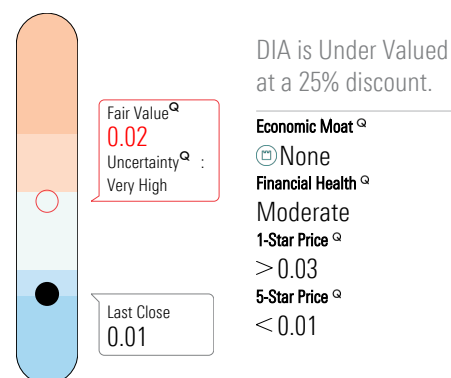 DIA is Under Valued
at a 25% discount.
Fair Value Q
0.02
Uncertainty Q :
Very High
Last Close
0.01
Economic Moat Q
None
Financial Health Q
Moderate
1-Star Price Q
>0.03
5-Star Price Q
<0.01